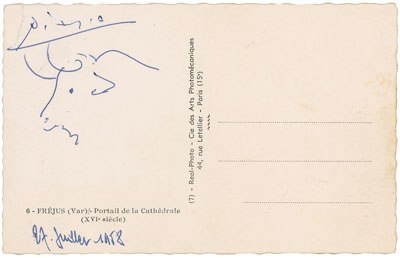 Picasso
6 - FRÉJUS (Var) - Portail de la Cathédrale
(XVIᵉ siècle)
27. Juillet 1958
(7) - Real-Photo - Cie des Arts Photomécaniques
44, rue Letellier - Paris (15ᵉ)